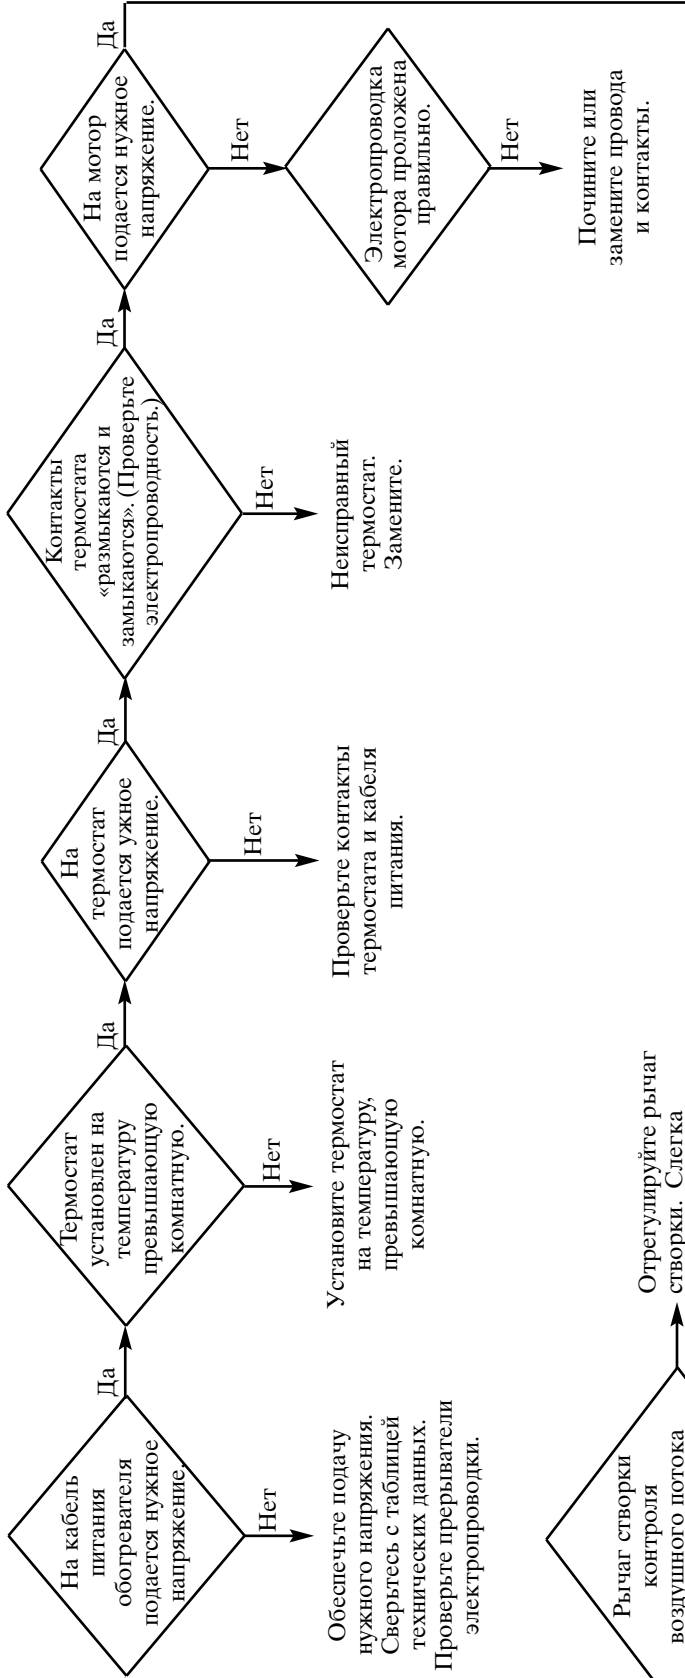 На кабель
питания
обогревателя
подается нужное
напряжение,
Да
Нет
Обеспечьте подачу
нужного напряжения.
Сверьтесь с таблицей
технических данных.
Проверьте прерыватели
электропроводки.
Термостат
установлен на
температуру
превышающую
комнатную.
Да
Нет
Установите термостат
на температуру,
превышающую
комнатную.
На
термостат
подается ужное
напряжение.
Да
Нет
Проверьте контакты
термостата и кабеля
питания.
Контакты
термостата
«размыкаются и
замыкаются». (Проверьте
электропроводность.)
Да
Нет
Неисправный
термостат.
Замените.
На мотор
подается нужное
напряжение.
Да
Нет
Электропроводка
мотора проложена
правильно.
Нет
Почините или
замените провода
и контакты.
Рычаг створки
контроля
воздушного потока
Отрегулируйте рычаг
створки. Слегка